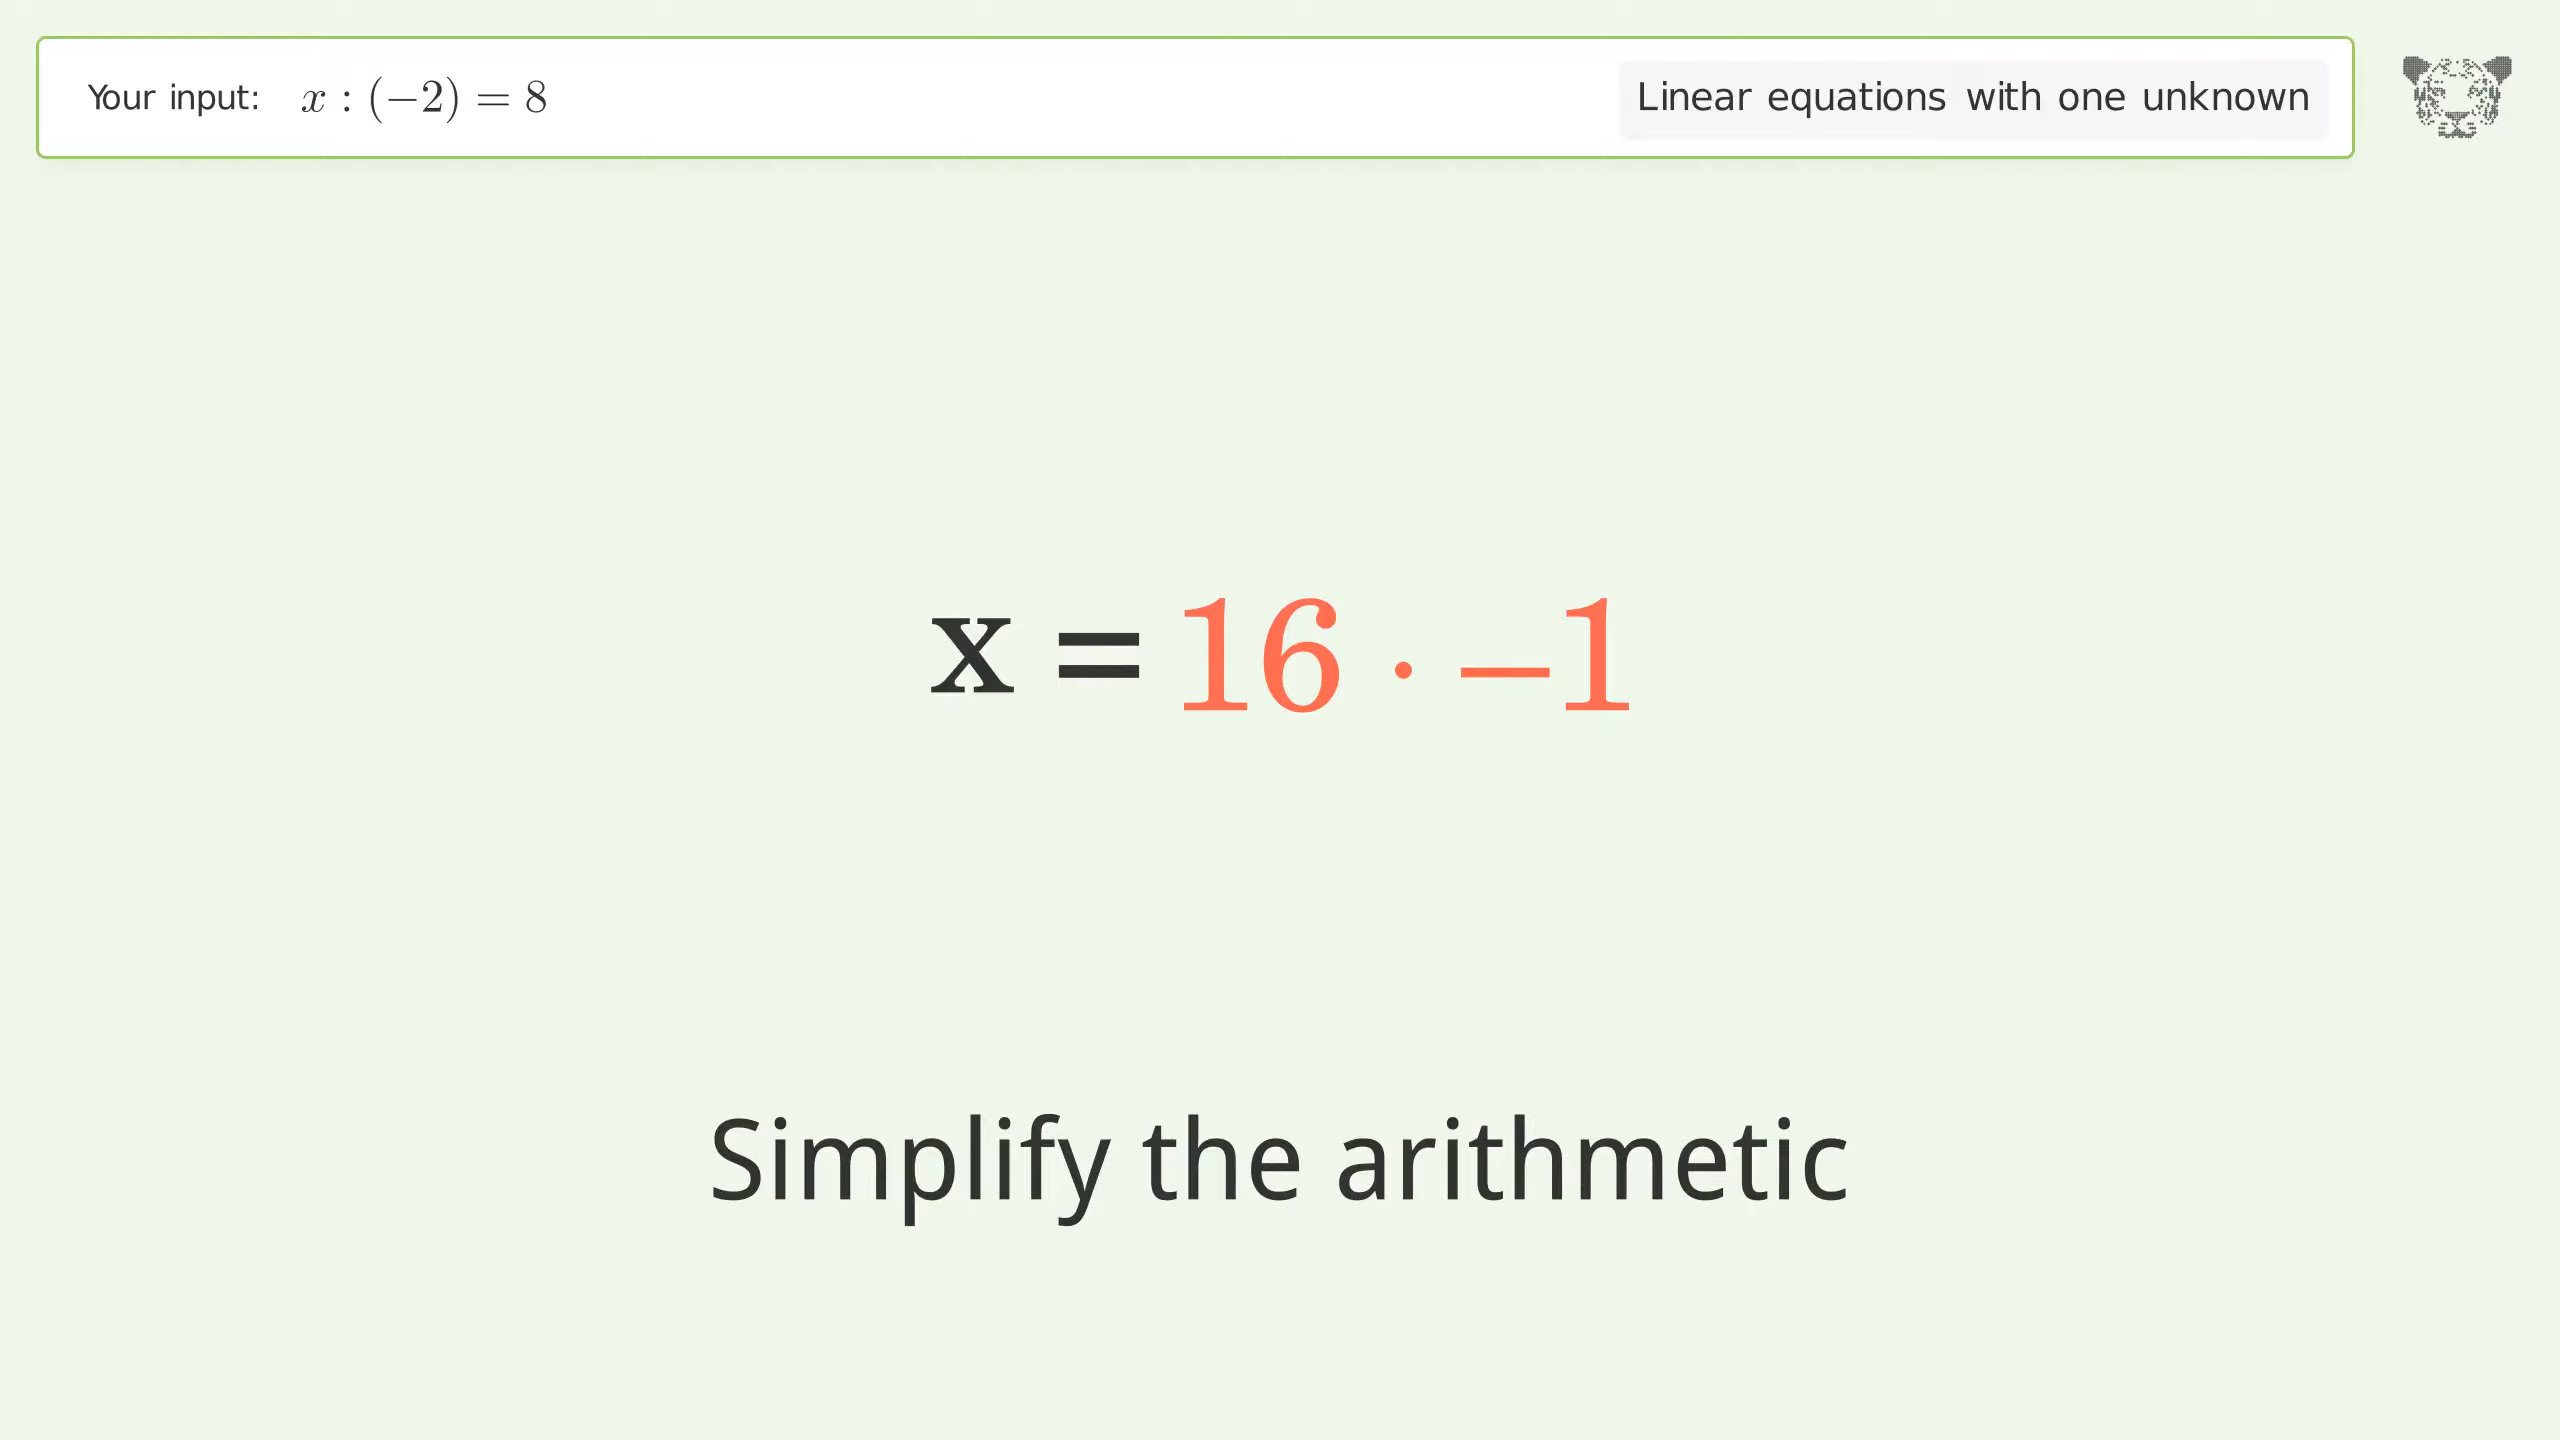 Your input: x : (−2) = 8
Linear equations with one unknown
x = 16 · −1
Simplify the arithmetic